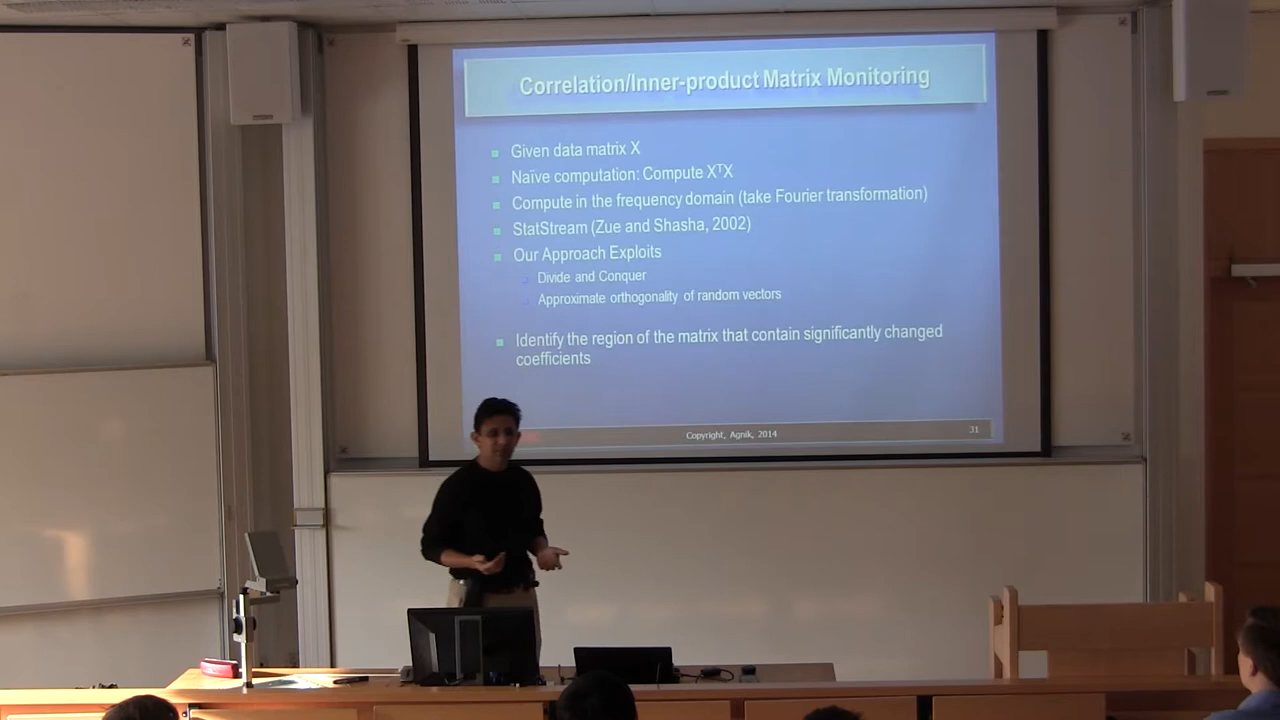 Correlation/Inner-product Matrix Monitoring
Given data matrix X
Naïve computation: Compute XᵀX
Compute in the frequency domain (take Fourier transformation)
StatStream (Zue and Shasha, 2002)
Our Approach Exploits
Divide and Conquer
Approximate orthogonality of random vectors
Identify the region of the matrix that contain significantly changed
coefficients
Copyright, Agnik, 2014
31